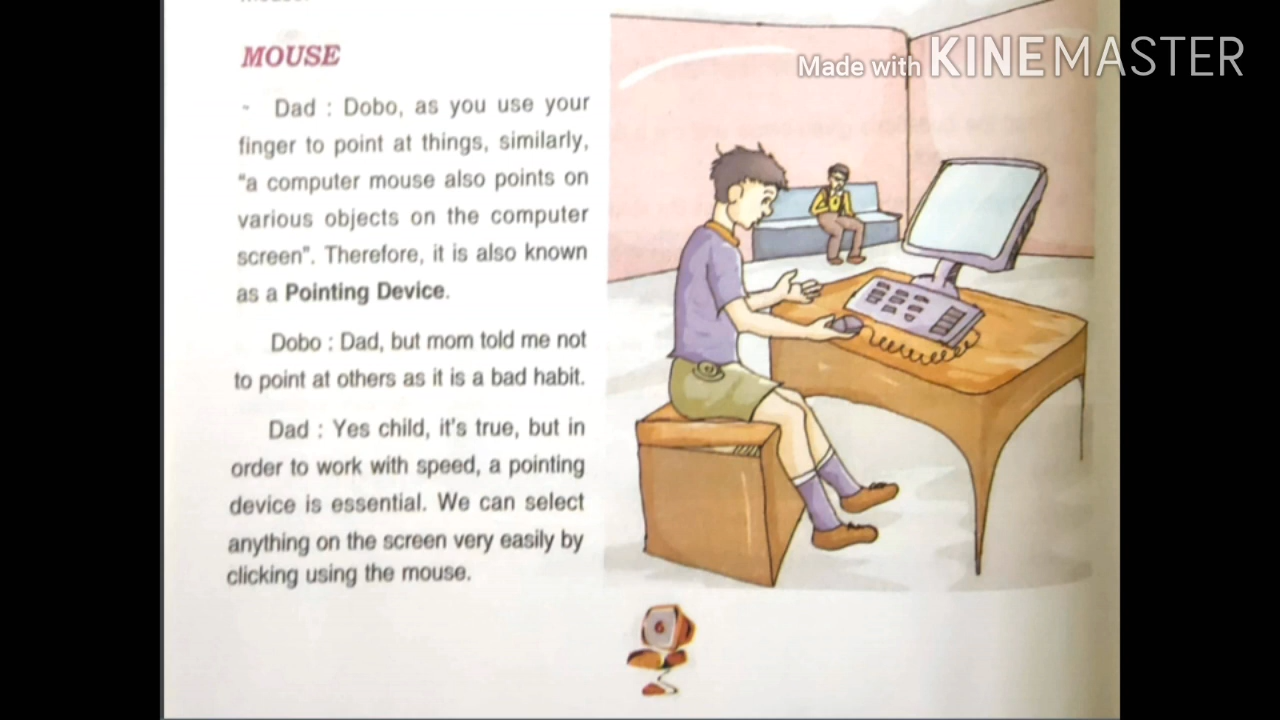 Made with KINEMASTER
MOUSE
- Dad : Dobo, as you use your
finger to point at things, similarly,
"a computer mouse also points on
various objects on the computer
screen". Therefore, it is also known
as a Pointing Device.
Dobo : Dad, but mom told me not
to point at others as it is a bad habit.
Dad : Yes child, it's true, but in
order to work with speed, a pointing
device is essential. We can select
anything on the screen very easily by
clicking using the mouse.
6